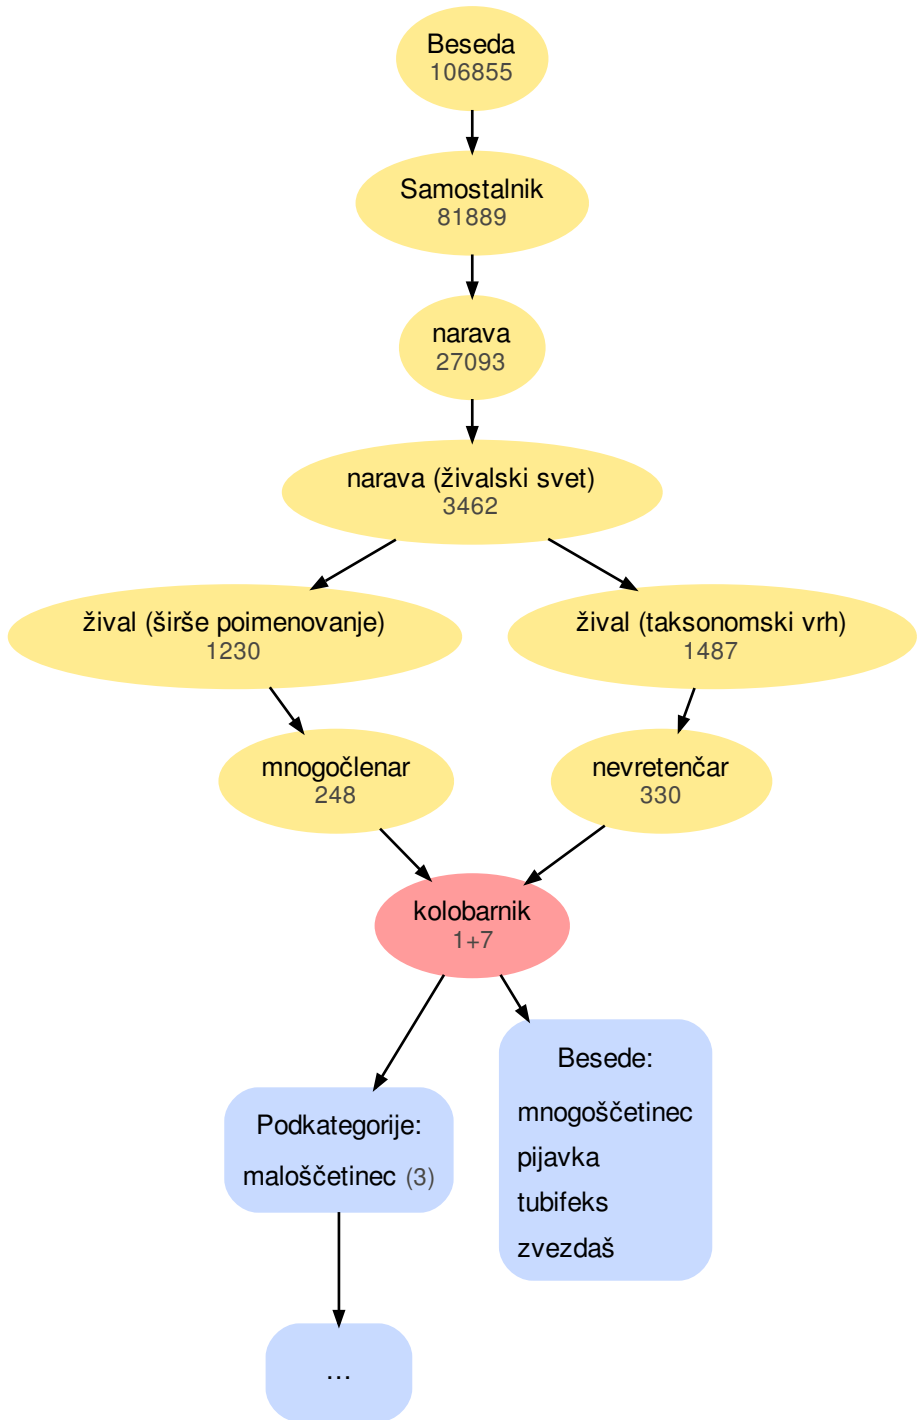 Beseda
106855
Samostalnik
81889
narava
27093
narava (živalski svet)
3462
žival (širše poimenovanje)
1230
žival (taksonomski vrh)
1487
mnogočlenar
248
nevretenčar
330
kolobarnik
1+7
Podkategorije:
maloščetinec (3)
Besede:
mnogoščetinec
pijavka
tubifeks
zvezdaš
...